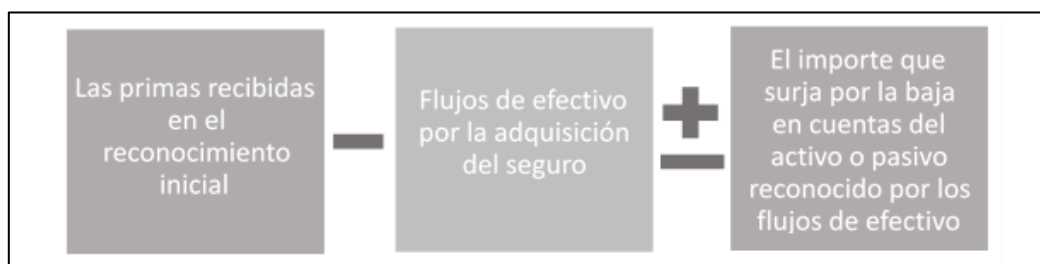 Las primas recibidas
en el
reconocimiento
inicial
−
Flujos de efectivo
por la adquisición
del seguro
+
−
El importe que
surja por la baja
en cuentas del
activo o pasivo
reconocido por los
flujos de efectivo